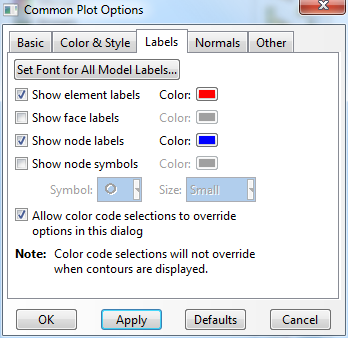 Common Plot Options
Basic Color & Style Labels Normals Other
Set Font for All Model Labels...
Show element labels Color:
Show face labels Color:
Show node labels Color:
Show node symbols Color:
Symbol: Size: Small
Allow color code selections to override
options in this dialog
Note: Color code selections will not override
when contours are displayed.
OK Apply Defaults Cancel